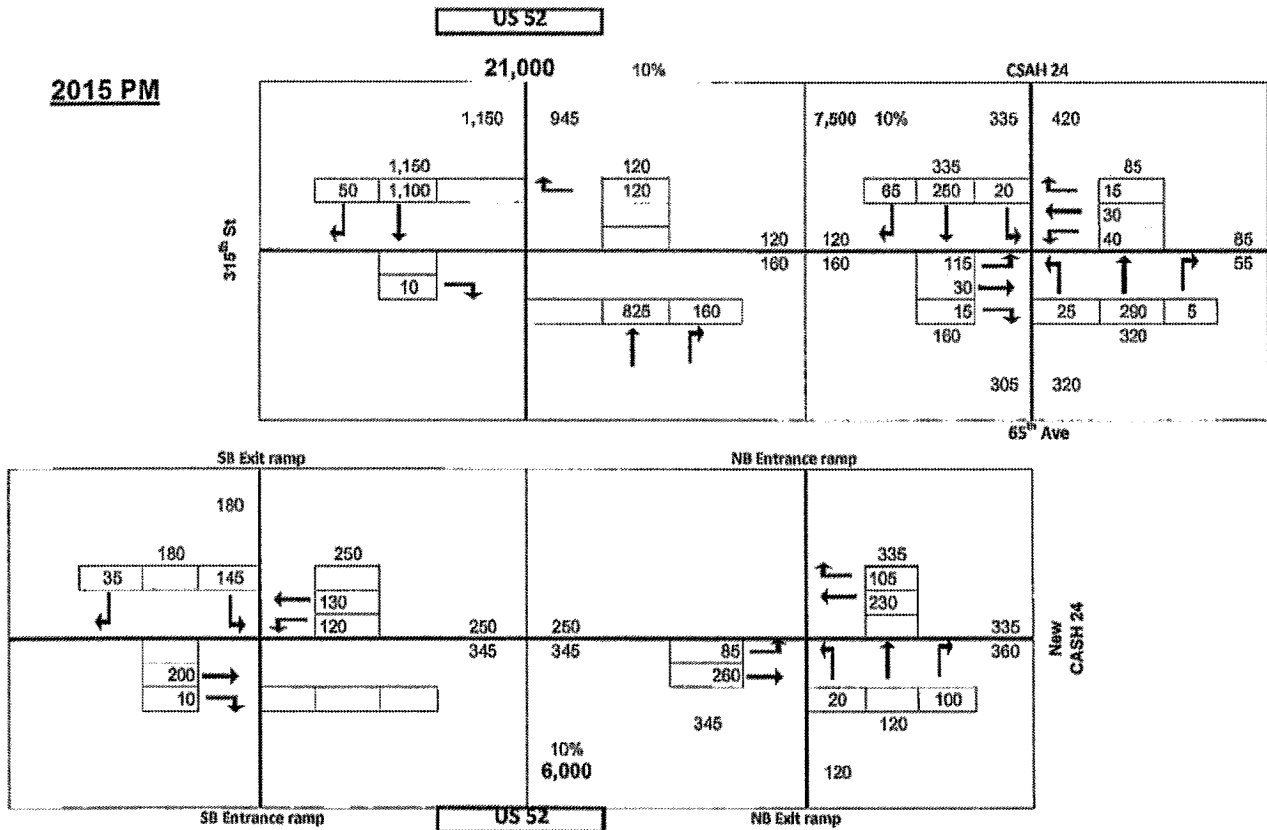 US 52
21,000 10% CSAH 24
2015 PM
1,150 945 7,500 10% 335 420
1,150 120 335 85
50 1,100 120 65 250 20 15
30
40
315th St
120 120 85
160 160 55
10 115
30
15
825 160 25 290 5
160 320
305 320
65th Ave
SB Exit ramp NB Entrance ramp
180
180 250 335
35 145 105
130 230
120
250 250 335
345 345 360
New
CASH 24
200 85
10 260
20 100
345 120
10%
6,000 120
SB Entrance ramp US 52 NB Exit ramp